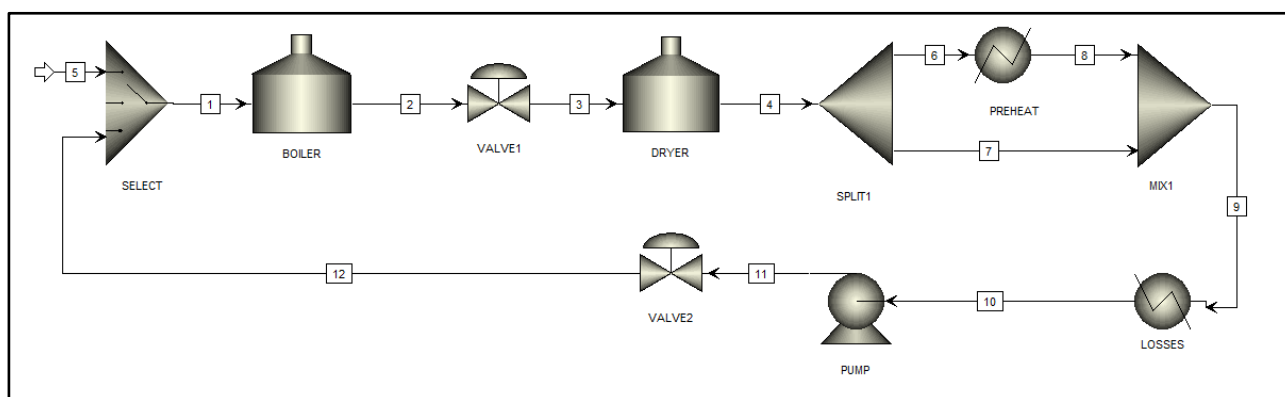 5
1
2
3
4
6
8
PREHEAT
BOILER
VALVE1
DRYER
7
SELECT
SPLIT1
MIX1
9
12
11
10
VALVE2
LOSSES
PUMP